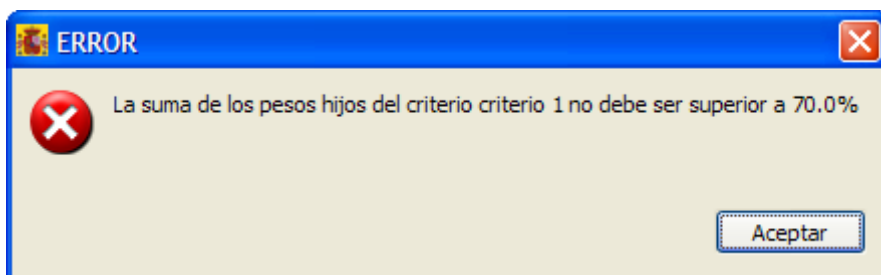 ERROR
La suma de los pesos hijos del criterio criterio 1 no debe ser superior a 70.0%
Aceptar